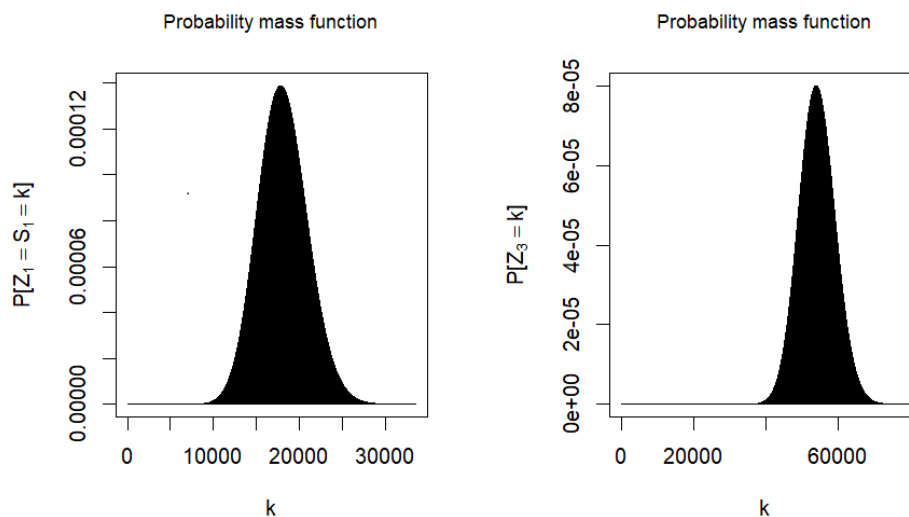 Probability mass function
P[Z₁ = S₁ = k]
0.00000
0.00006
0.00012
0 10000 20000 30000
k
Probability mass function
P[Z₃ = k]
0e+00
2e-05
4e-05
6e-05
8e-05
0 20000 60000
k